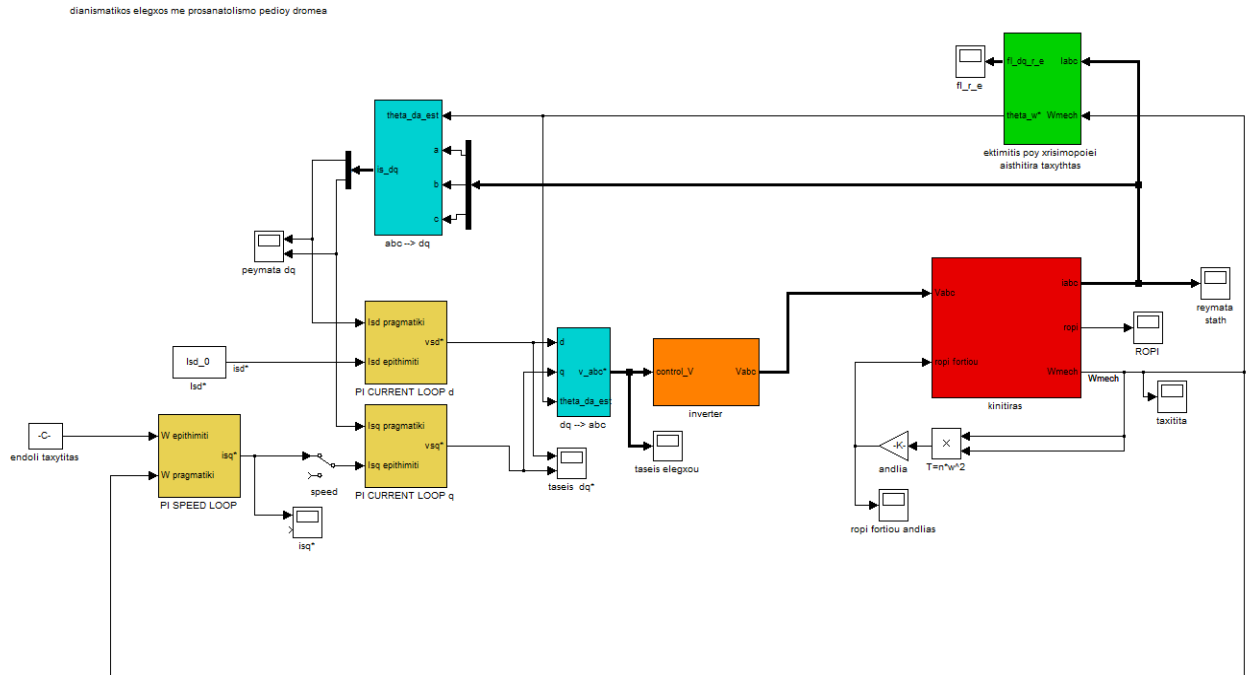 dianismatikos elegxos me prosanatolismo pedioy dromea
fl_r_e
fl_dq_r_e
Iabc
theta_w*
Wmech
ektimitis poy xrisimopoiei
aisthitira taxythtas
theta_da_est
a
is_dq
b
c
abc --> dq
peymata dq
Isd_0
Isd*
isd*
Isd pragmatiki
vsd*
Isd epithimiti
PI CURRENT LOOP d
-C-
endoli taxytitas
W epithimiti
isq*
W pragmatiki
PI SPEED LOOP
isq*
speed
Isq pragmatiki
vsq*
Isq epithimiti
PI CURRENT LOOP q
d
q
v_abc*
theta_da_est
dq --> abc
taseis dq*
control_V
Vabc
inverter
taseis elegxou
Vabc
Iabc
ropi
ropi fortiou
Wmech
kinitiras
Wmech
reymata
stath
ROPI
taxitita
-K-
andlia
×
T=n*w^2
ropi fortiou andlias